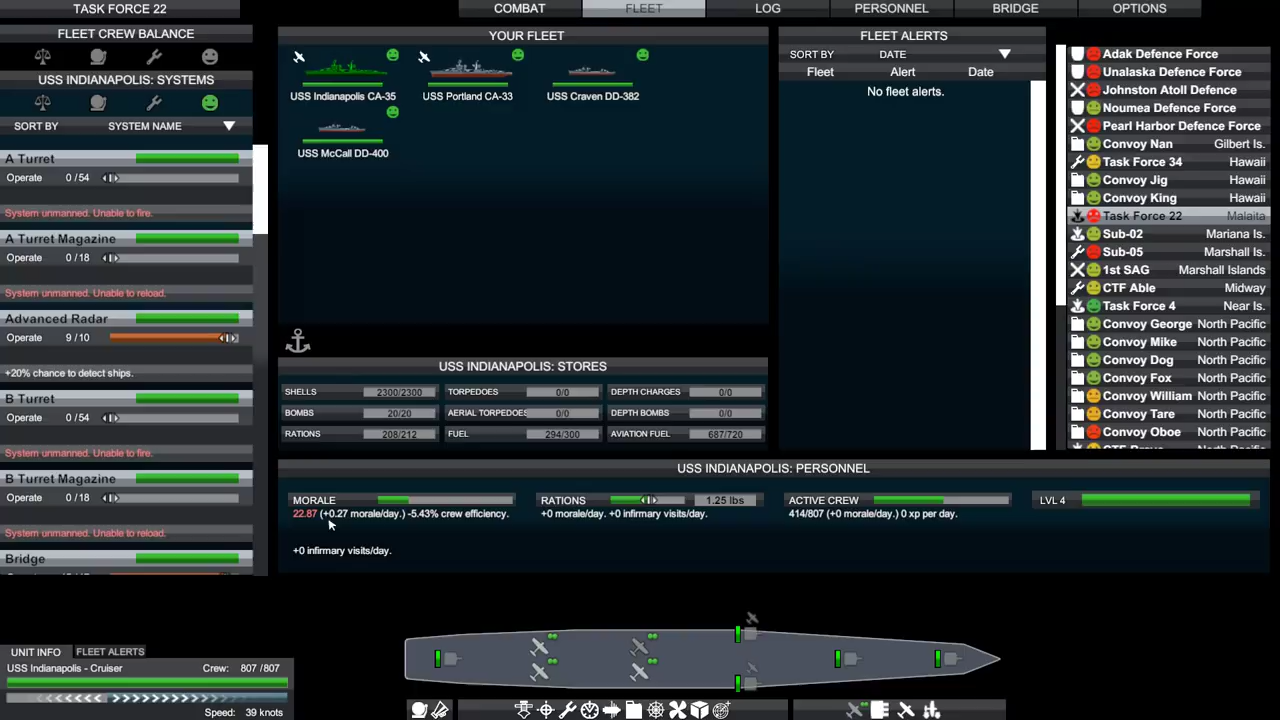 TASK FORCE 22
COMBAT
FLEET
LOG
PERSONNEL
BRIDGE
OPTIONS
FLEET CREW BALANCE
USS INDIANAPOLIS: SYSTEMS
SORT BY SYSTEM NAME
A Turret
Operate 0 / 54
System unmanned. Unable to fire.
A Turret Magazine
Operate 0 / 18
System unmanned. Unable to reload.
Advanced Radar
Operate 9 / 10
+20% chance to detect ships.
B Turret
Operate 0 / 54
System unmanned. Unable to fire.
B Turret Magazine
Operate 0 / 18
System unmanned. Unable to reload.
Bridge
YOUR FLEET
USS Indianapolis CA-35
USS Portland CA-33
USS Craven DD-382
USS McCall DD-400
USS INDIANAPOLIS: STORES
SHELLS 2300/2300
TORPEDOES 0/0
DEPTH CHARGES 0/0
BOMBS 20/20
AERIAL TORPEDOES 0/0
DEPTH BOMBS 0/0
RATIONS 208/212
FUEL 294/300
AVIATION FUEL 687/720
FLEET ALERTS
SORT BY DATE
Fleet Alert Date
No fleet alerts.
Adak Defence Force
Unalaska Defence Force
Johnston Atoll Defence
Noumea Defence Force
Pearl Harbor Defence Force
Convoy Nan Gilbert Is.
Task Force 34 Hawaii
Convoy Jig Hawaii
Convoy King Hawaii
Task Force 22 Malaita
Sub-02 Mariana Is.
Sub-05 Marshall Is.
1st SAG Marshall Islands
CTF Able Midway
Task Force 4 Near Is.
Convoy George North Pacific
Convoy Mike North Pacific
Convoy Dog North Pacific
Convoy Fox North Pacific
Convoy William North Pacific
Convoy Tare North Pacific
Convoy Oboe North Pacific
USS INDIANAPOLIS: PERSONNEL
MORALE
22.87 (+0.27 morale/day.) -5.43% crew efficiency.
+0 infirmary visits/day.
RATIONS 1.25 lbs
+0 morale/day. +0 infirmary visits/day.
ACTIVE CREW
414/807 (+0 morale/day.) 0 xp per day.
LVL 4
UNIT INFO FLEET ALERTS
USS Indianapolis - Cruiser Crew: 807 / 807
Speed: 39 knots